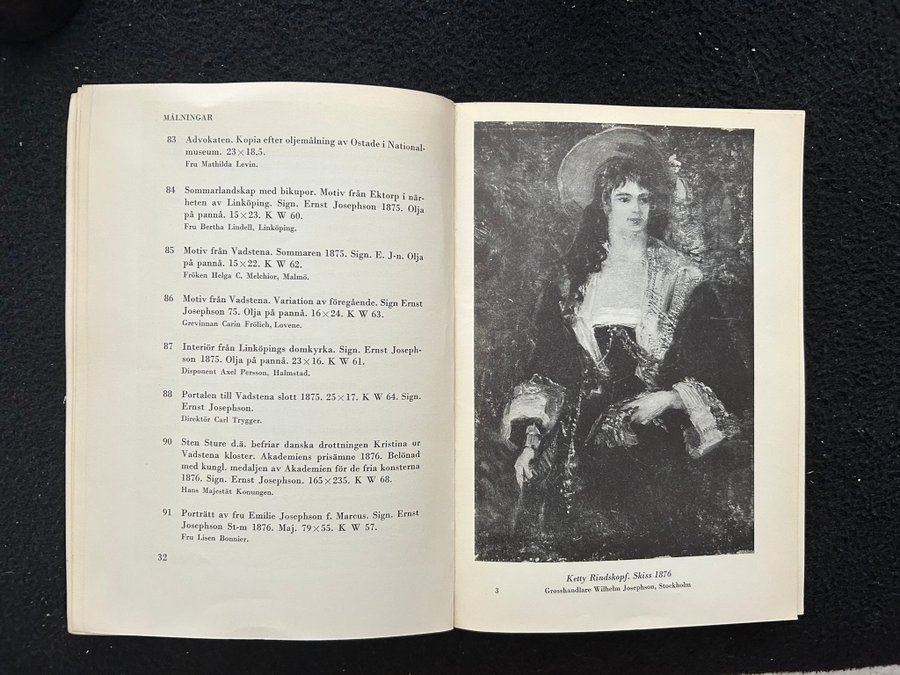 MÅLNINGAR
83 Advokaten. Kopia efter oljemålning av Ostade i National-
museum. 23×18,5.
Fru Mathilda Levin.
84 Sommarlandskap med bikupor. Motiv från Ektorp i när-
heten av Linköping. Sign. Ernst Josephson 1875. Olja
på pannå. 15×23. K W 60.
Fru Bertha Lindell, Linköping.
85 Motiv från Vadstena. Sommaren 1875. Sign. E. J-n. Olja
på pannå. 15×22. K W 62.
Fröken Helga C. Melchior, Malmö.
86 Motiv från Vadstena. Variation av föregående. Sign Ernst
Josephson 75. Olja på pannå. 16×24. K W 63.
Grevinnan Carin Frölich, Lovene.
87 Interiör från Linköpings domkyrka. Sign. Ernst Joseph-
son 1875. Olja på pannå. 23×16. K W 61.
Disponent Axel Persson, Halmstad.
88 Portalen till Vadstena slott 1875. 25×17. K W 64. Sign.
Ernst Josephson.
Direktör Carl Trygger.
90 Sten Sture d.ä. befriar danska drottningen Kristina ur
Vadstena kloster. Akademiens prisämne 1876. Belönad
med kungl. medaljen av Akademien för de fria konsterna
1876. Sign. Ernst Josephson. 165×235. K W 68.
Hans Majestät Konungen.
91 Porträtt av fru Emilie Josephson f. Marcus. Sign. Ernst
Josephson St-m 1876. Maj. 79×55. K W 57.
Fru Lisen Bonnier.
32
Ketty Rindskopf. Skiss 1876
3 Grosshandlare Wilhelm Josephson, Stockholm